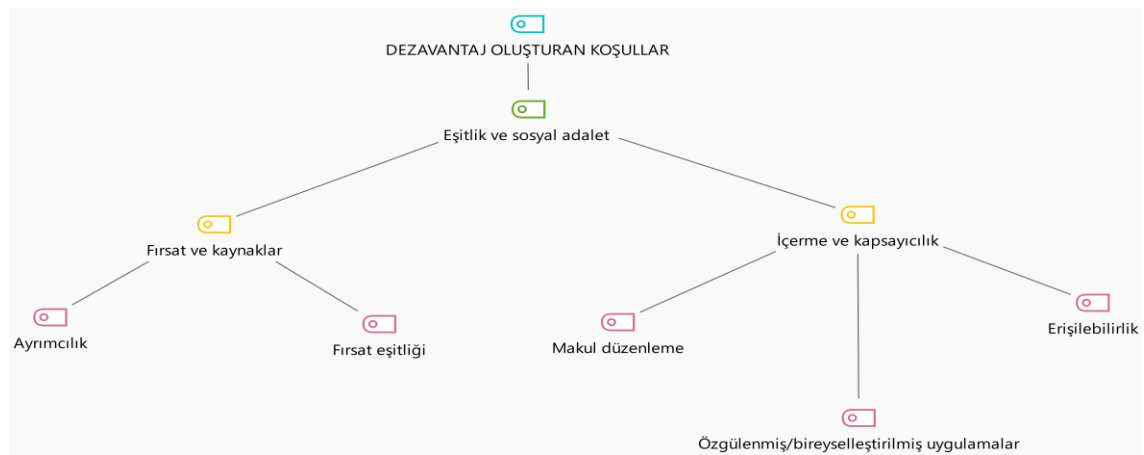 DEZAVANTAJ OLUŞTURAN KOŞULLAR
Eşitlik ve sosyal adalet
Fırsat ve kaynaklar
İçerme ve kapsayıcılık
Ayrımcılık
Fırsat eşitliği
Makul düzenleme
Erişilebilirlik
Özgülenmiş/bireyselleştirilmiş uygulamalar